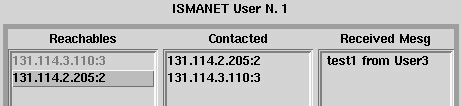 ISMANET User N. 1
Reachables
Contacted
Received Mesg
131.114.3.110:3
131.114.2.205:2
131.114.2.205:2
131.114.3.110:3
test1 from User3